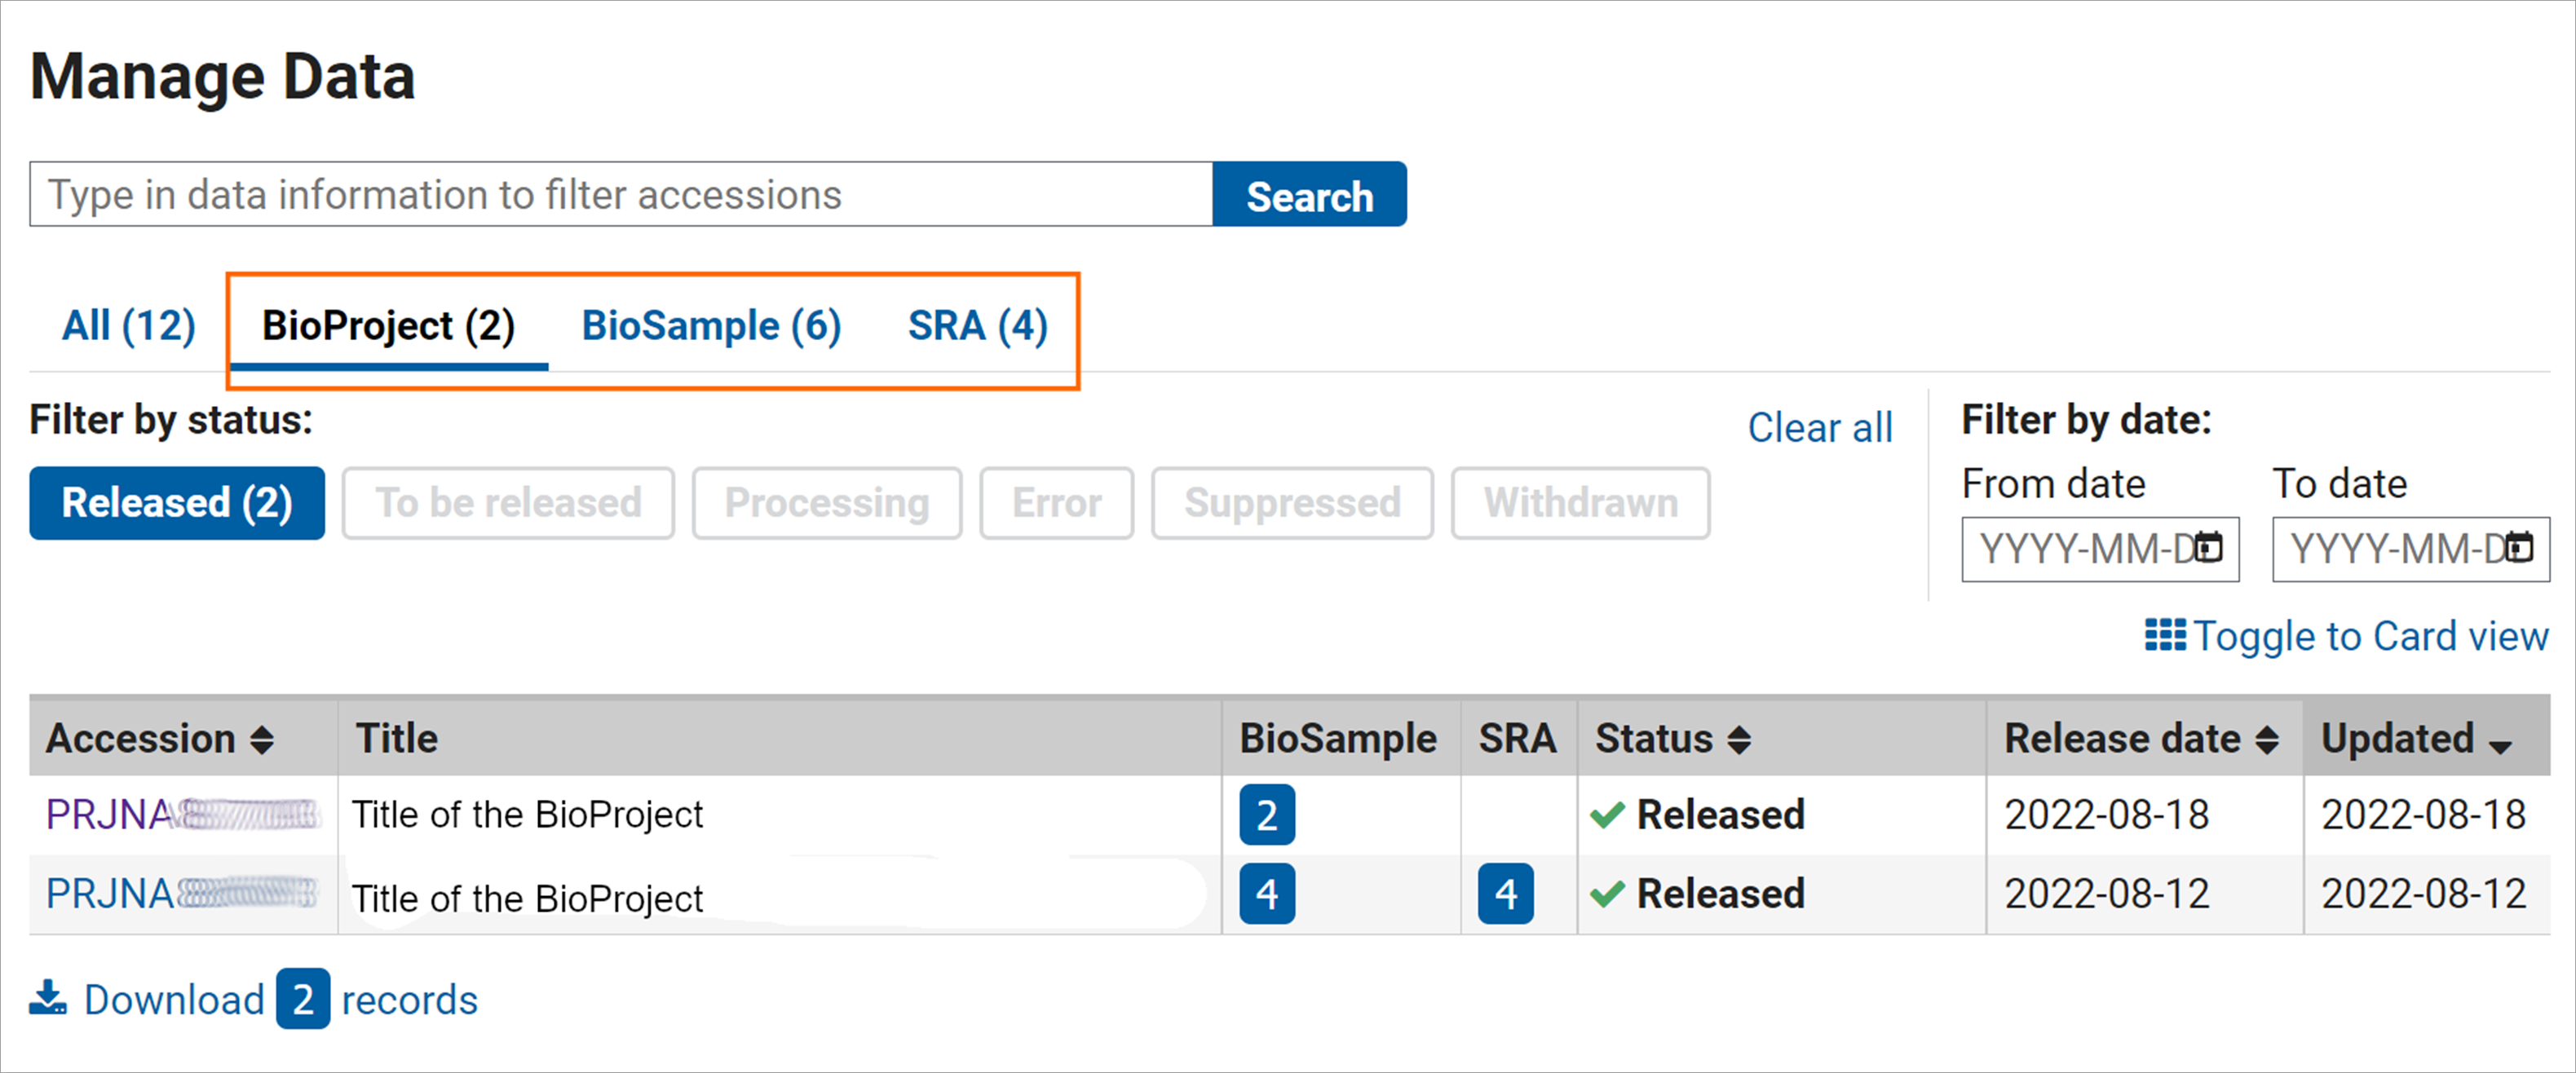 Manage Data
Type in data information to filter accessions Search
All (12) BioProject (2) BioSample (6) SRA (4)
Filter by status: Clear all Filter by date:
From date To date
Released (2) To be released Processing Error Suppressed Withdrawn
YYYY-MM-D YYYY-MM-D
Toggle to Card view
Accession Title BioSample SRA Status Release date Updated
PRJNA Title of the BioProject 2 Released 2022-08-18 2022-08-18
PRJNA Title of the BioProject 4 4 Released 2022-08-12 2022-08-12
Download 2 records